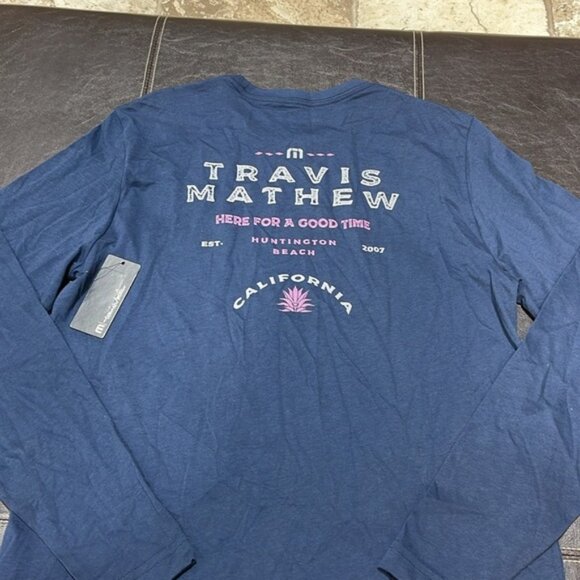 TRAVIS
MATHEW
HERE FOR A GOOD TIME
EST- HUNTINGTON 2007
BEACH
CALIFORNIA